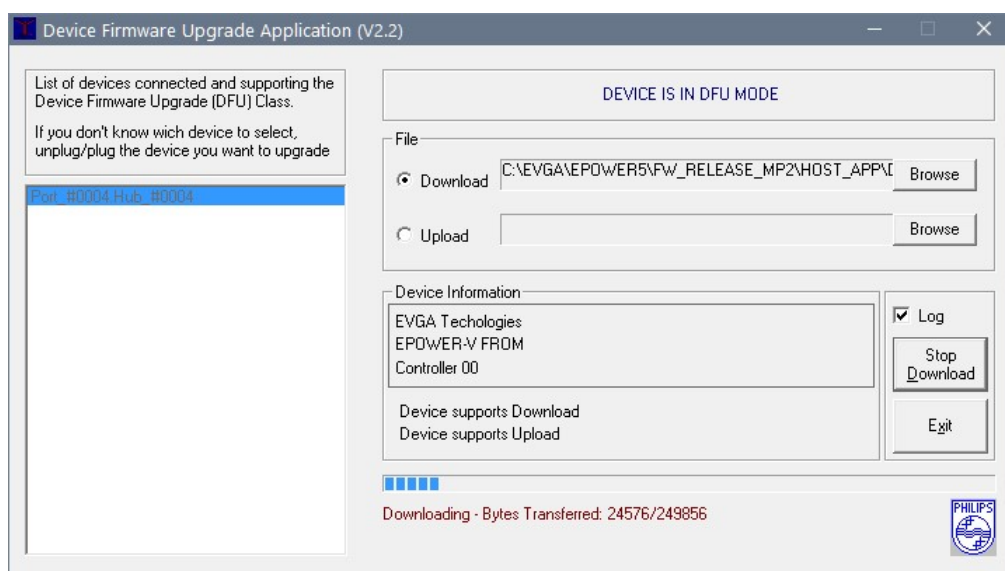 Device Firmware Upgrade Application (V2.2)
List of devices connected and supporting the
Device Firmware Upgrade (DFU) Class.
If you don't know wich device to select,
unplug/plug the device you want to upgrade
Port_#0004.Hub_#0004
DEVICE IS IN DFU MODE
File
Download C:\EVGA\EPOWER5\FW_RELEASE_MP2\HOST_APP\D Browse
Upload Browse
Device Information
EVGA Techologies
EPOWER-V FROM
Controller 00
Device supports Download
Device supports Upload
Log
Stop
Download
Exit
Downloading - Bytes Transferred: 24576/249856
PHILIPS